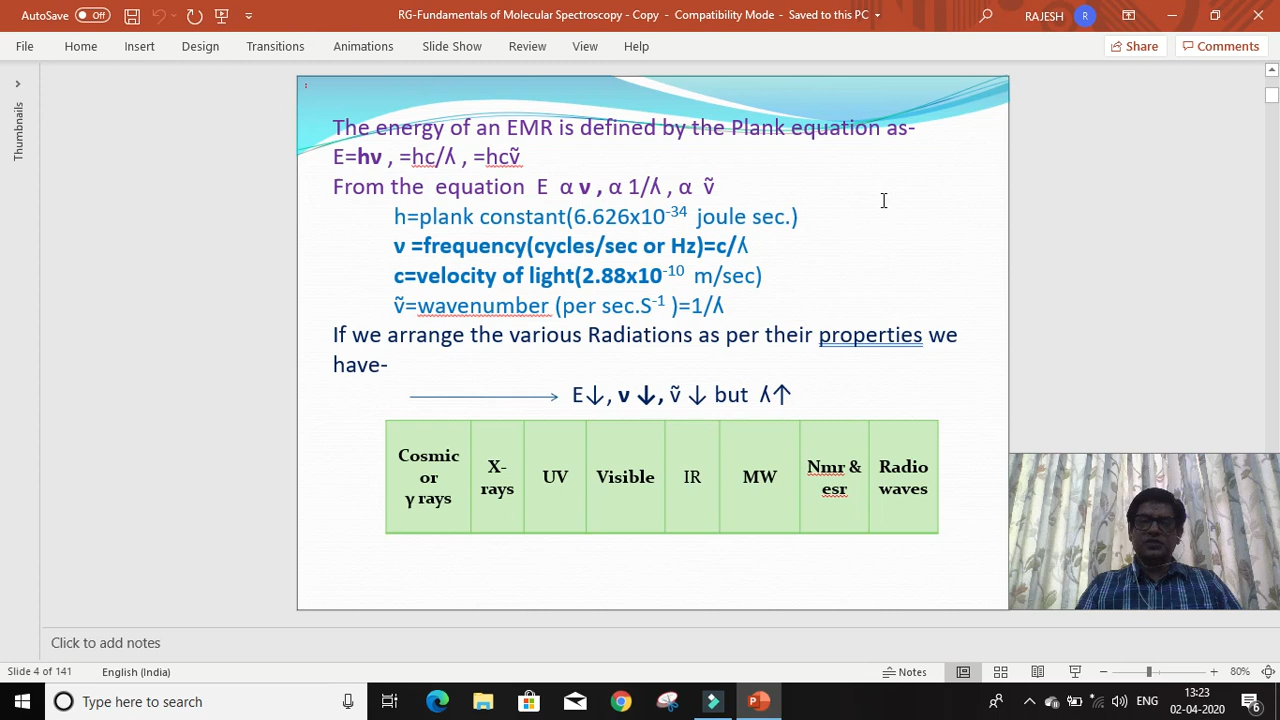 AutoSave Off RG-Fundamentals of Molecular Spectroscopy - Copy - Compatibility Mode - Saved to this PC RAJESH R
File Home Insert Design Transitions Animations Slide Show Review View Help Share Comments
Thumbnails
The energy of an EMR is defined by the Plank equation as-
E=hν , =hc/ʎ , =hcṽ
From the equation E α ν , α 1/ʎ , α ṽ
h=plank constant(6.626x10⁻³⁴ joule sec.)
ν =frequency(cycles/sec or Hz)=c/ʎ
c=velocity of light(2.88x10⁻¹⁰ m/sec)
ṽ=wavenumber (per sec.S⁻¹ )=1/ʎ
If we arrange the various Radiations as per their properties we
have-
E↓, ν ↓, ṽ ↓ but ʎ↑
Cosmic or γ rays X-rays UV Visible IR MW Nmr & esr Radio waves
Click to add notes
Slide 4 of 141 English (India) Notes 80%
Type here to search ENG 13:23 02-04-2020 6